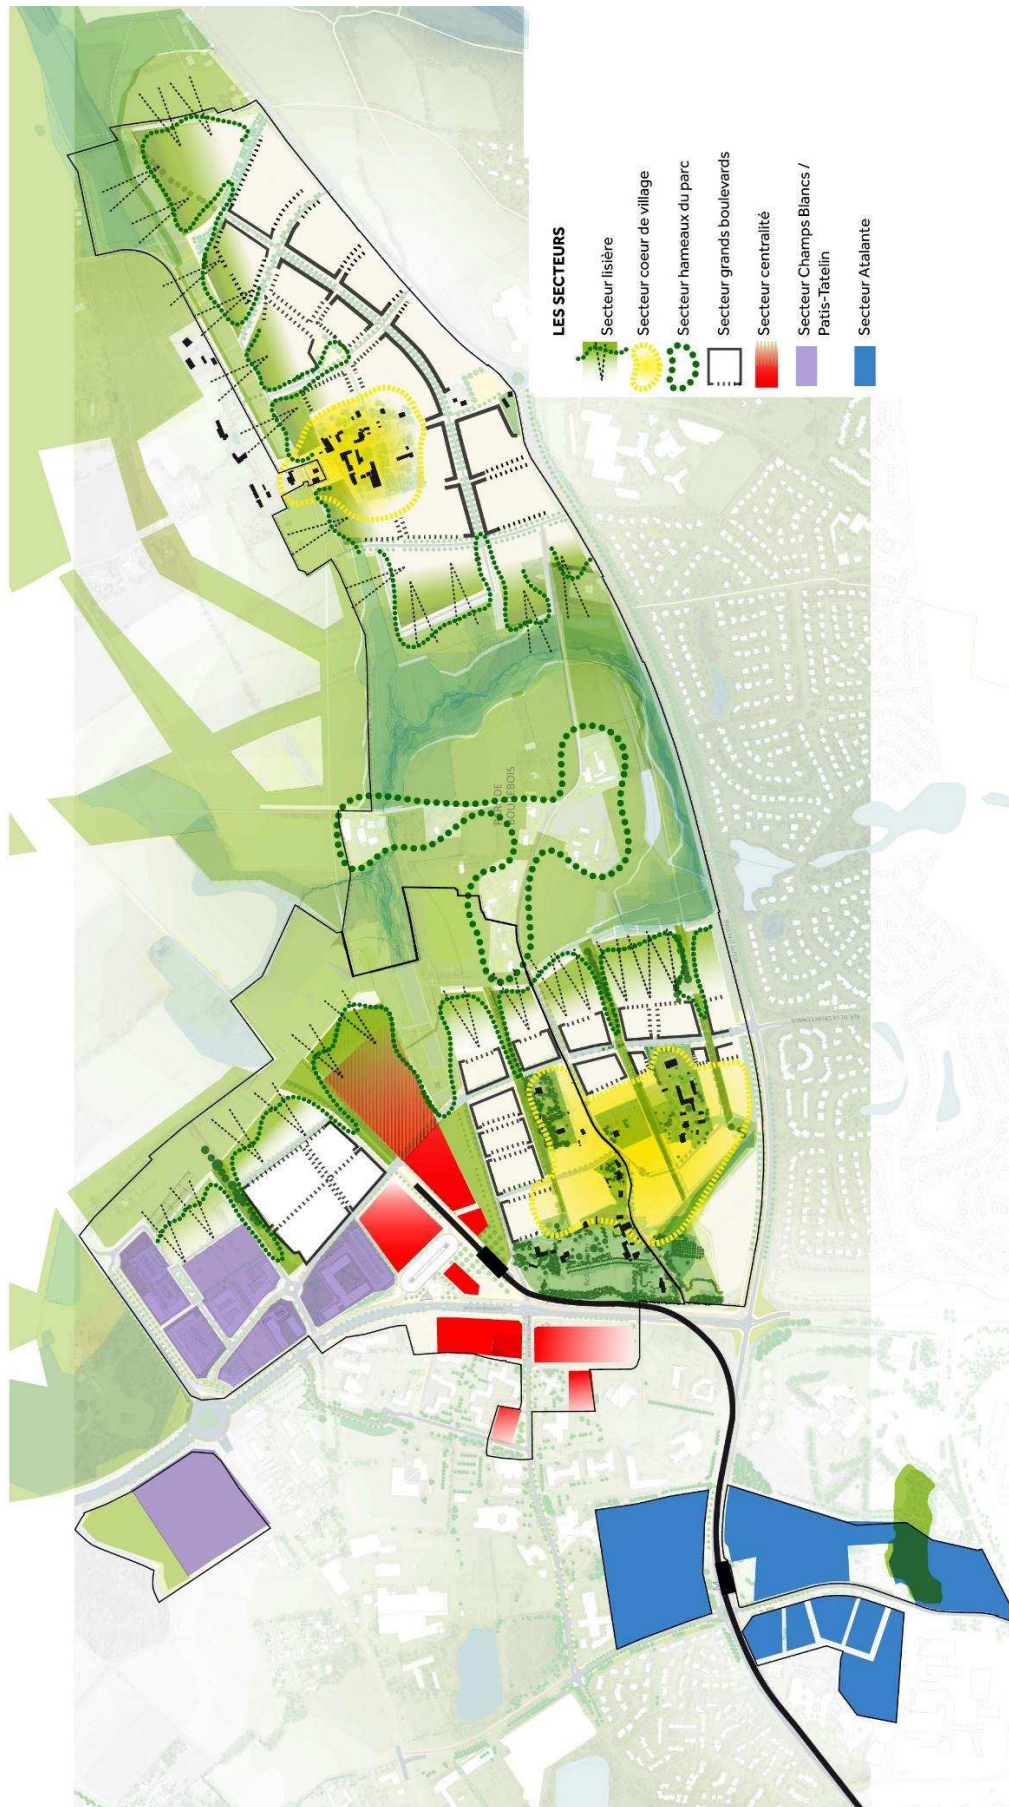 LES SECTEURS
Secteur lisière
Secteur coeur de village
Secteur hameaux du parc
Secteur grands boulevards
Secteur centralité
Secteur Champs Blancs /
Patis-Tatelin
Secteur Atalante